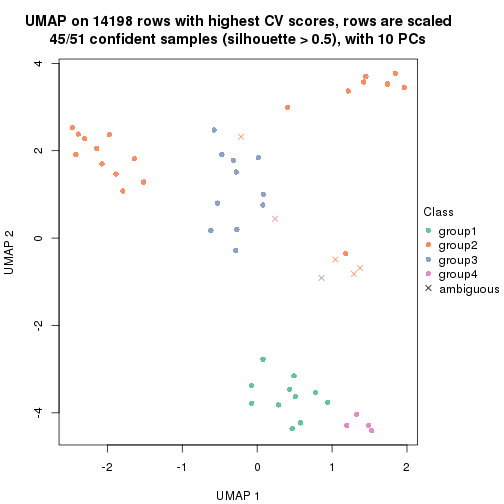 UMAP on 14198 rows with highest CV scores, rows are scaled
45/51 confident samples (silhouette > 0.5), with 10 PCs
4
2
0
-2
-4
UMAP 2
-2
-1
0
1
2
UMAP 1
Class
group1
group2
group3
group4
ambiguous